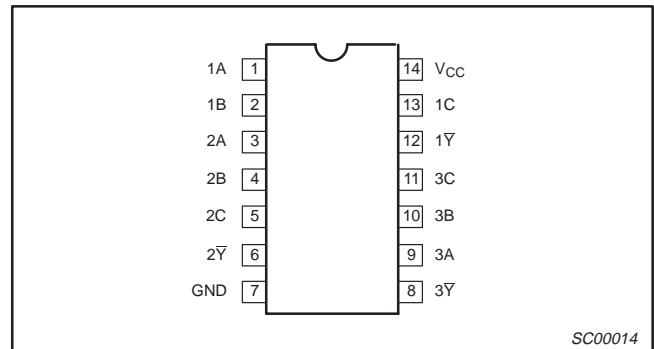 1A 1 14 V_CC
1B 2 13 1C
2A 3 12 1Y̅
2B 4 11 3C
2C 5 10 3B
2Y̅ 6 9 3A
GND 7 8 3Y̅
SC00014